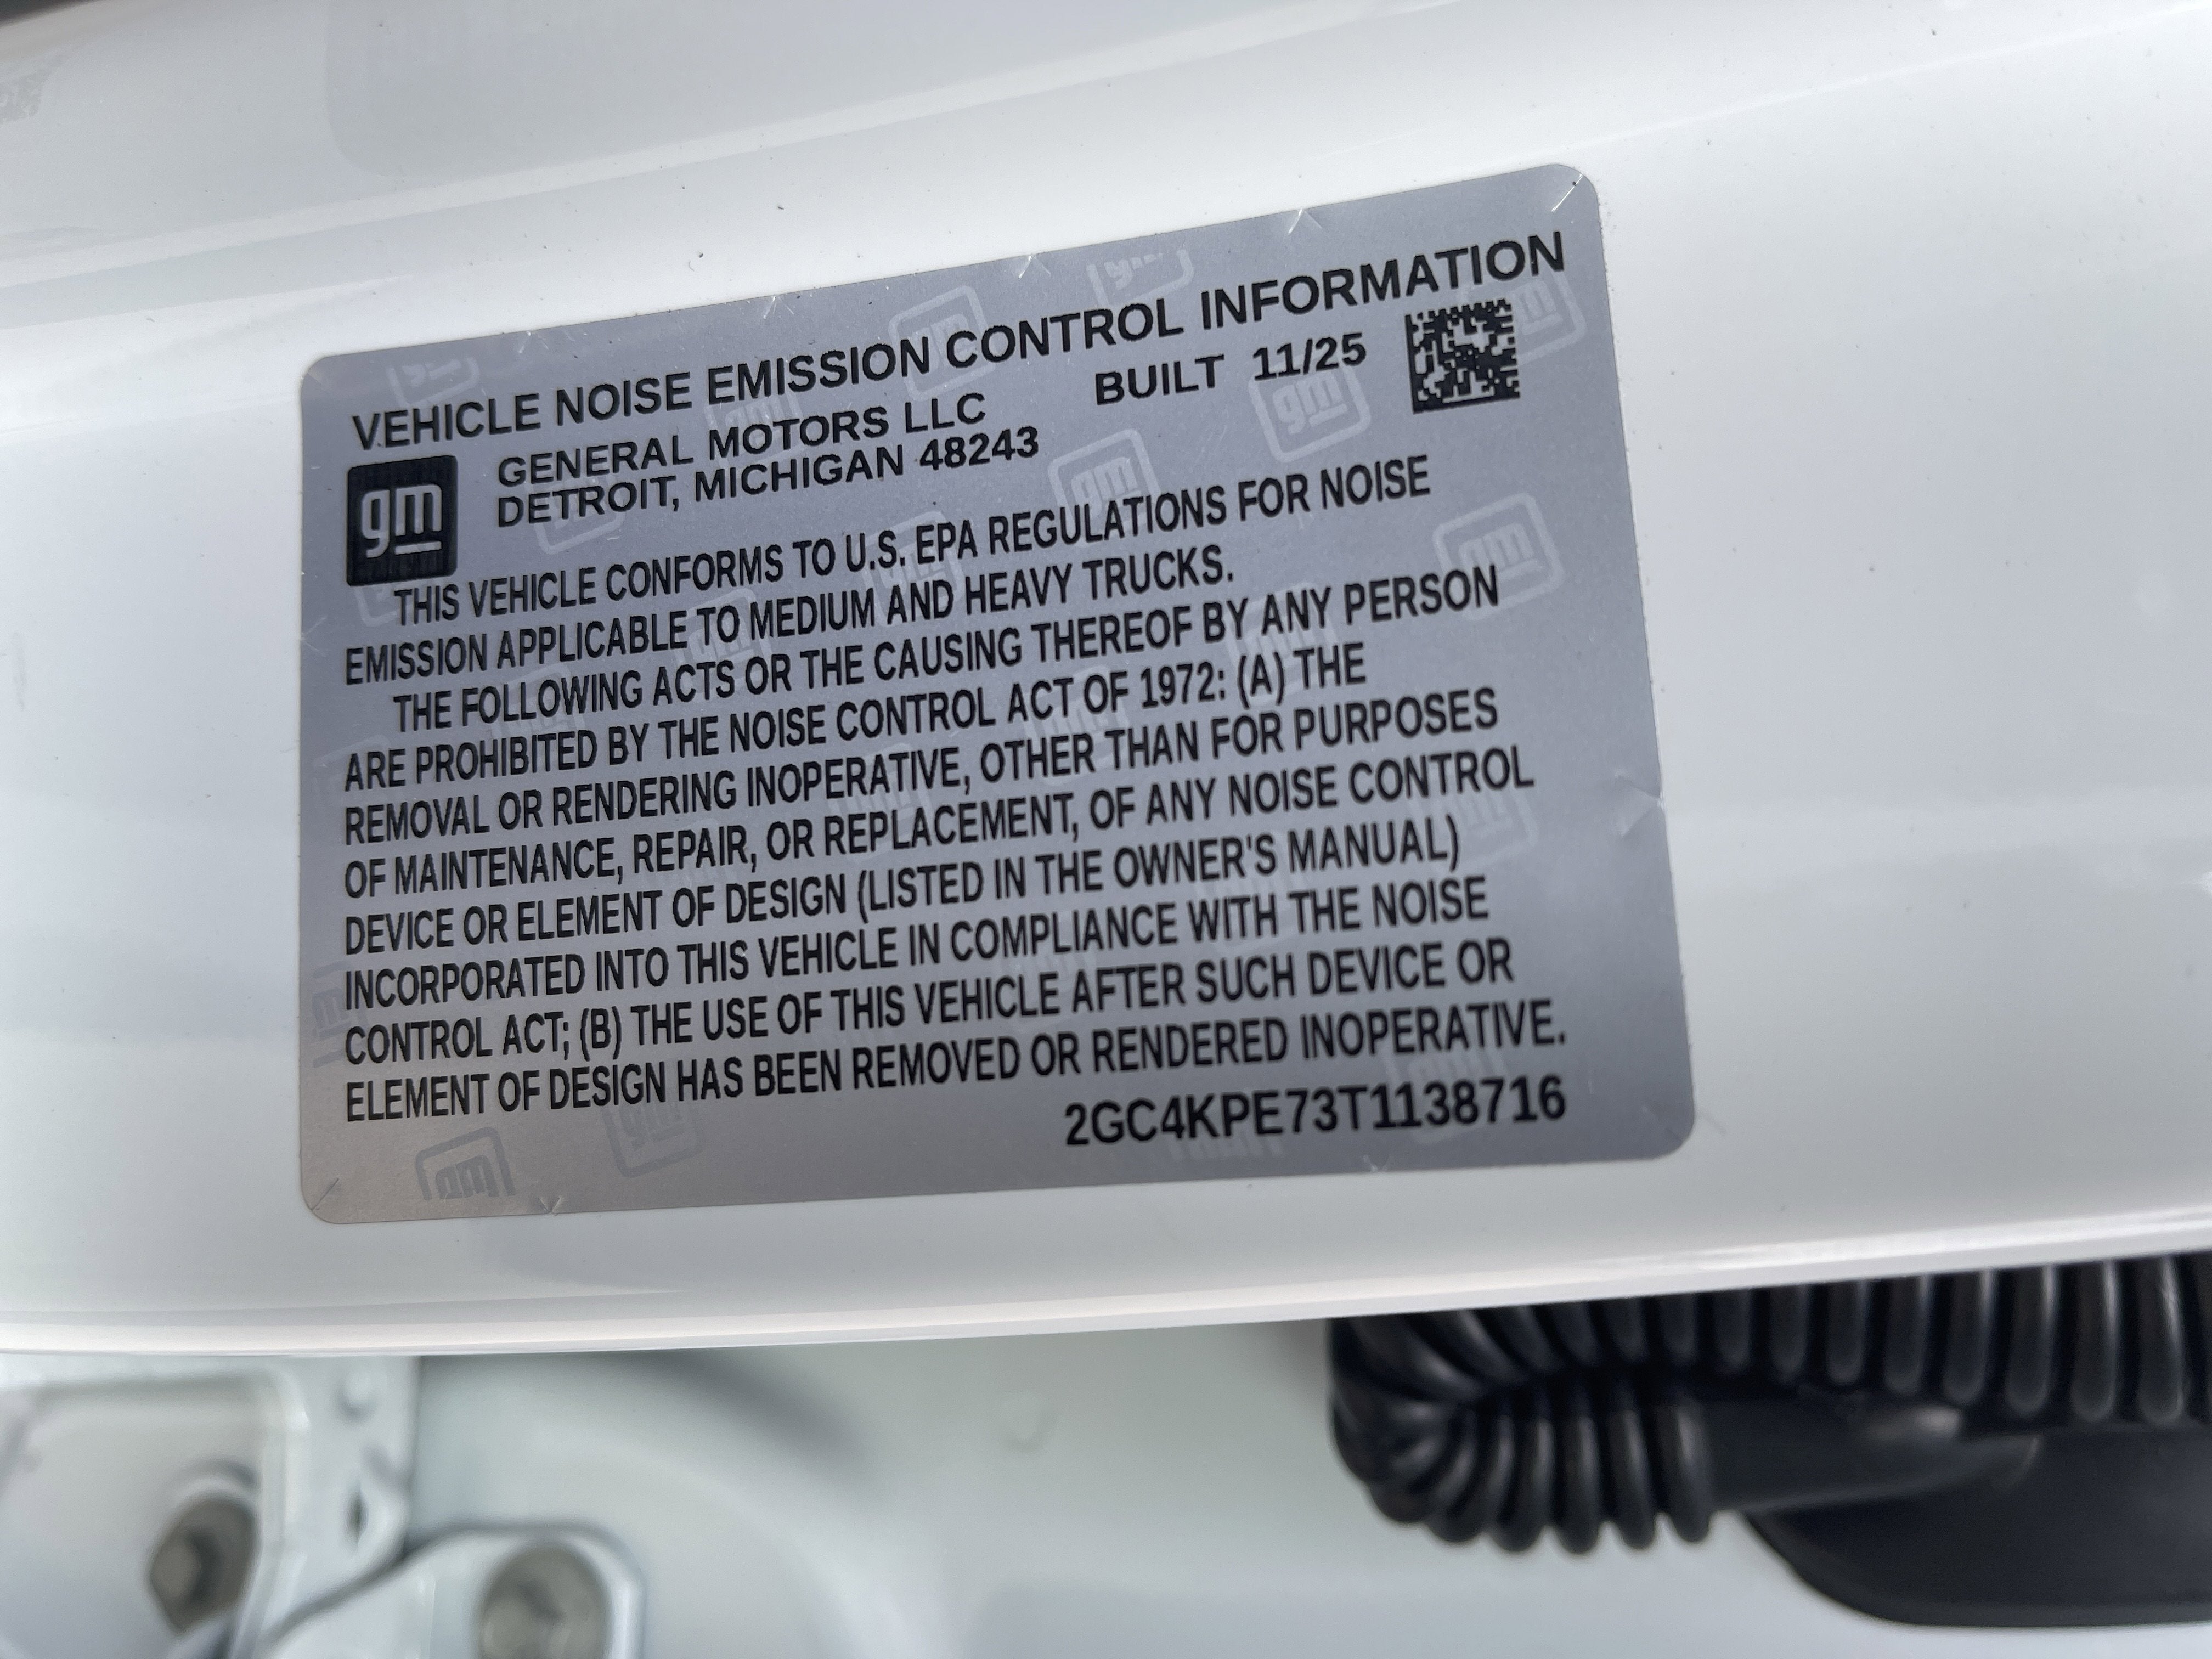 VEHICLE NOISE EMISSION CONTROL INFORMATION
GENERAL MOTORS LLC BUILT 11/25
gm DETROIT, MICHIGAN 48243
THIS VEHICLE CONFORMS TO U.S. EPA REGULATIONS FOR NOISE
EMISSION APPLICABLE TO MEDIUM AND HEAVY TRUCKS.
THE FOLLOWING ACTS OR THE CAUSING THEREOF BY ANY PERSON
ARE PROHIBITED BY THE NOISE CONTROL ACT OF 1972: (A) THE
REMOVAL OR RENDERING INOPERATIVE, OTHER THAN FOR PURPOSES
OF MAINTENANCE, REPAIR, OR REPLACEMENT, OF ANY NOISE CONTROL
DEVICE OR ELEMENT OF DESIGN (LISTED IN THE OWNER'S MANUAL)
INCORPORATED INTO THIS VEHICLE IN COMPLIANCE WITH THE NOISE
CONTROL ACT; (B) THE USE OF THIS VEHICLE AFTER SUCH DEVICE OR
ELEMENT OF DESIGN HAS BEEN REMOVED OR RENDERED INOPERATIVE.
2GC4KPE73T1138716